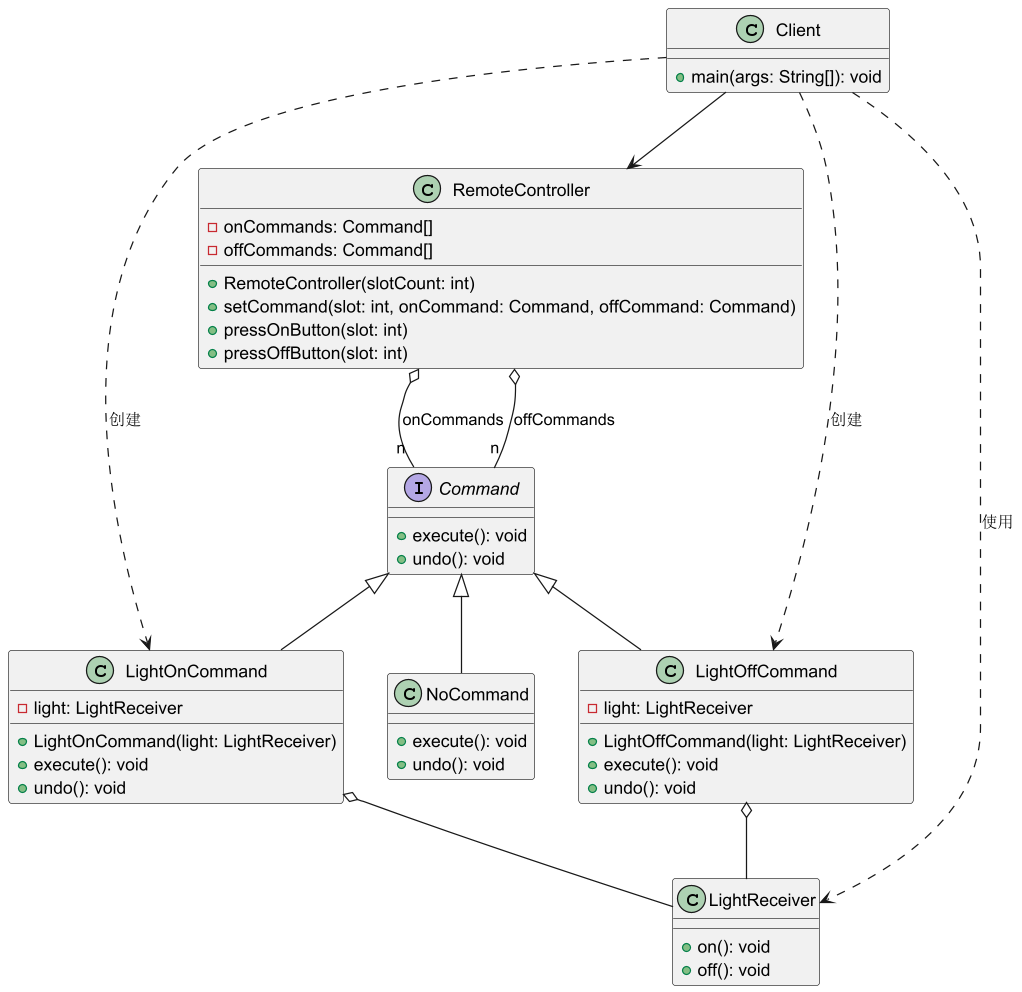 C Client
main(args: String[]): void
C RemoteController
onCommands: Command[]
offCommands: Command[]
RemoteController(slotCount: int)
setCommand(slot: int, onCommand: Command, offCommand: Command)
pressOnButton(slot: int)
pressOffButton(slot: int)
创建
onCommands
offCommands
创建
n
n
I Command
execute(): void
undo(): void
使用
C LightOnCommand
light: LightReceiver
LightOnCommand(light: LightReceiver)
execute(): void
undo(): void
C NoCommand
execute(): void
undo(): void
C LightOffCommand
light: LightReceiver
LightOffCommand(light: LightReceiver)
execute(): void
undo(): void
C LightReceiver
on(): void
off(): void